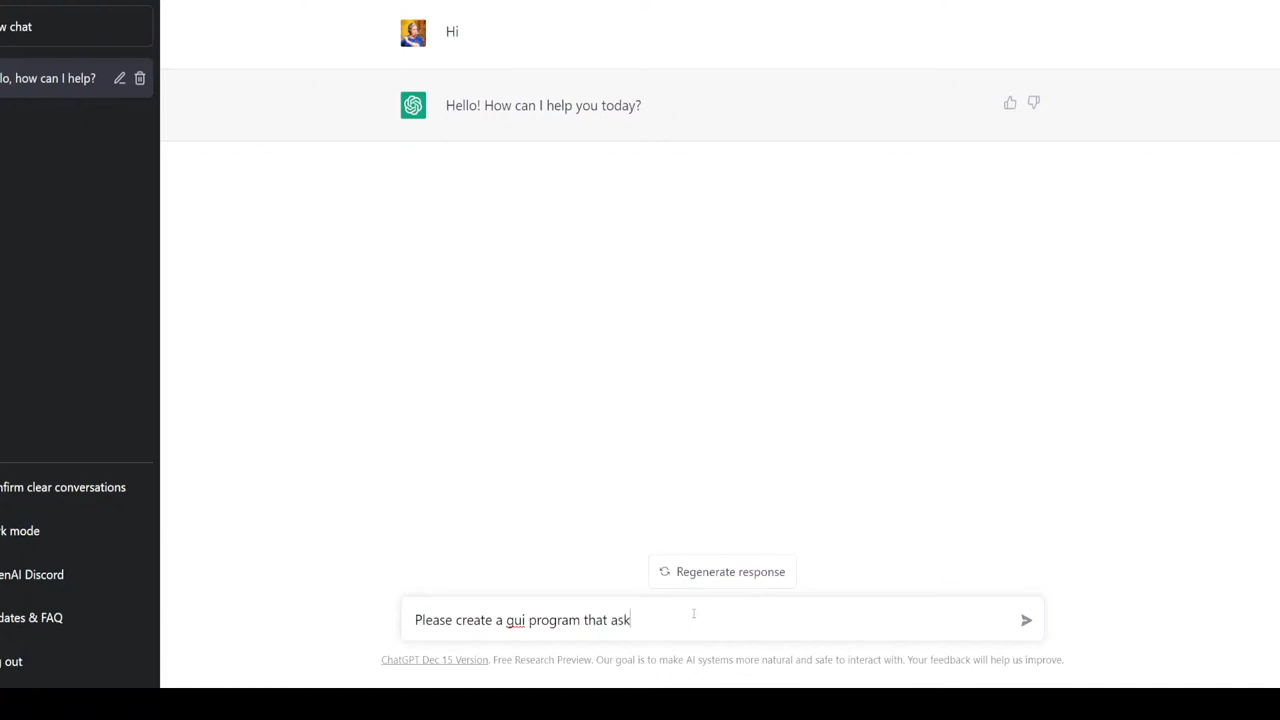 w chat
lo, how can I help?
nfirm clear conversations
rk mode
enAI Discord
dates & FAQ
g out
Hi
Hello! How can I help you today?
Regenerate response
Please create a gui program that ask
ChatGPT Dec 15 Version. Free Research Preview. Our goal is to make AI systems more natural and safe to interact with. Your feedback will help us improve.